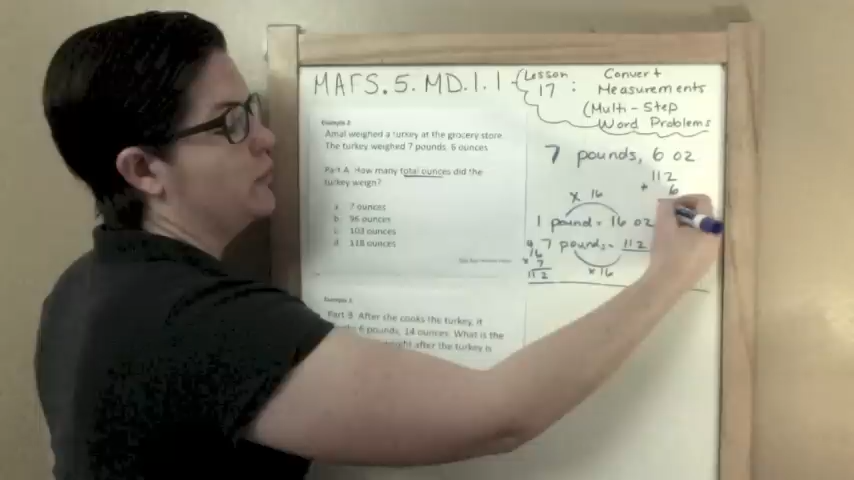 MAFS.5.MD.1.1
Lesson 17:
Convert
Measurements
(Multi-Step
Word Problems
Example 2
Amal weighed a turkey at the grocery store.
The turkey weighed 7 pounds, 6 ounces.
Part A: How many total ounces did the
turkey weigh?
a. 7 ounces
b. 96 ounces
c. 103 ounces
d. 118 ounces
Part B: After she cooks the turkey, it
6 pounds, 14 ounces. What is the
after the turkey is
7 pounds, 6 oz
112
+ 6
x 16
1 pound = 16 oz
7 pounds = 112
x 16
16
x 7
112